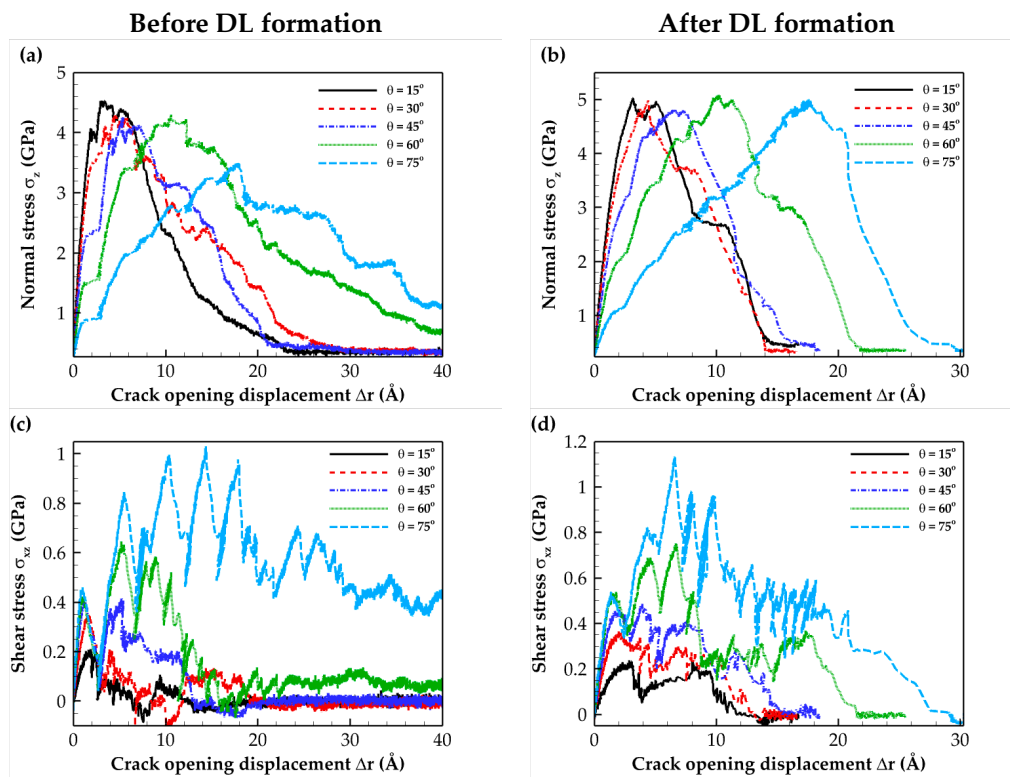 Before DL formation
After DL formation
(a)
(b)
5
4
3
2
1
0
10
20
30
40
Normal stress σz (GPa)
Crack opening displacement Δr (Å)
θ = 15°
θ = 30°
θ = 45°
θ = 60°
θ = 75°
5
4
3
2
1
0
10
20
30
Normal stress σz (GPa)
Crack opening displacement Δr (Å)
θ = 15°
θ = 30°
θ = 45°
θ = 60°
θ = 75°
(c)
(d)
1
0.8
0.6
0.4
0.2
0
0
10
20
30
40
Shear stress σxz (GPa)
Crack opening displacement Δr (Å)
θ = 15°
θ = 30°
θ = 45°
θ = 60°
θ = 75°
1.2
1
0.8
0.6
0.4
0.2
0
0
10
20
30
Shear stress σxz (GPa)
Crack opening displacement Δr (Å)
θ = 15°
θ = 30°
θ = 45°
θ = 60°
θ = 75°